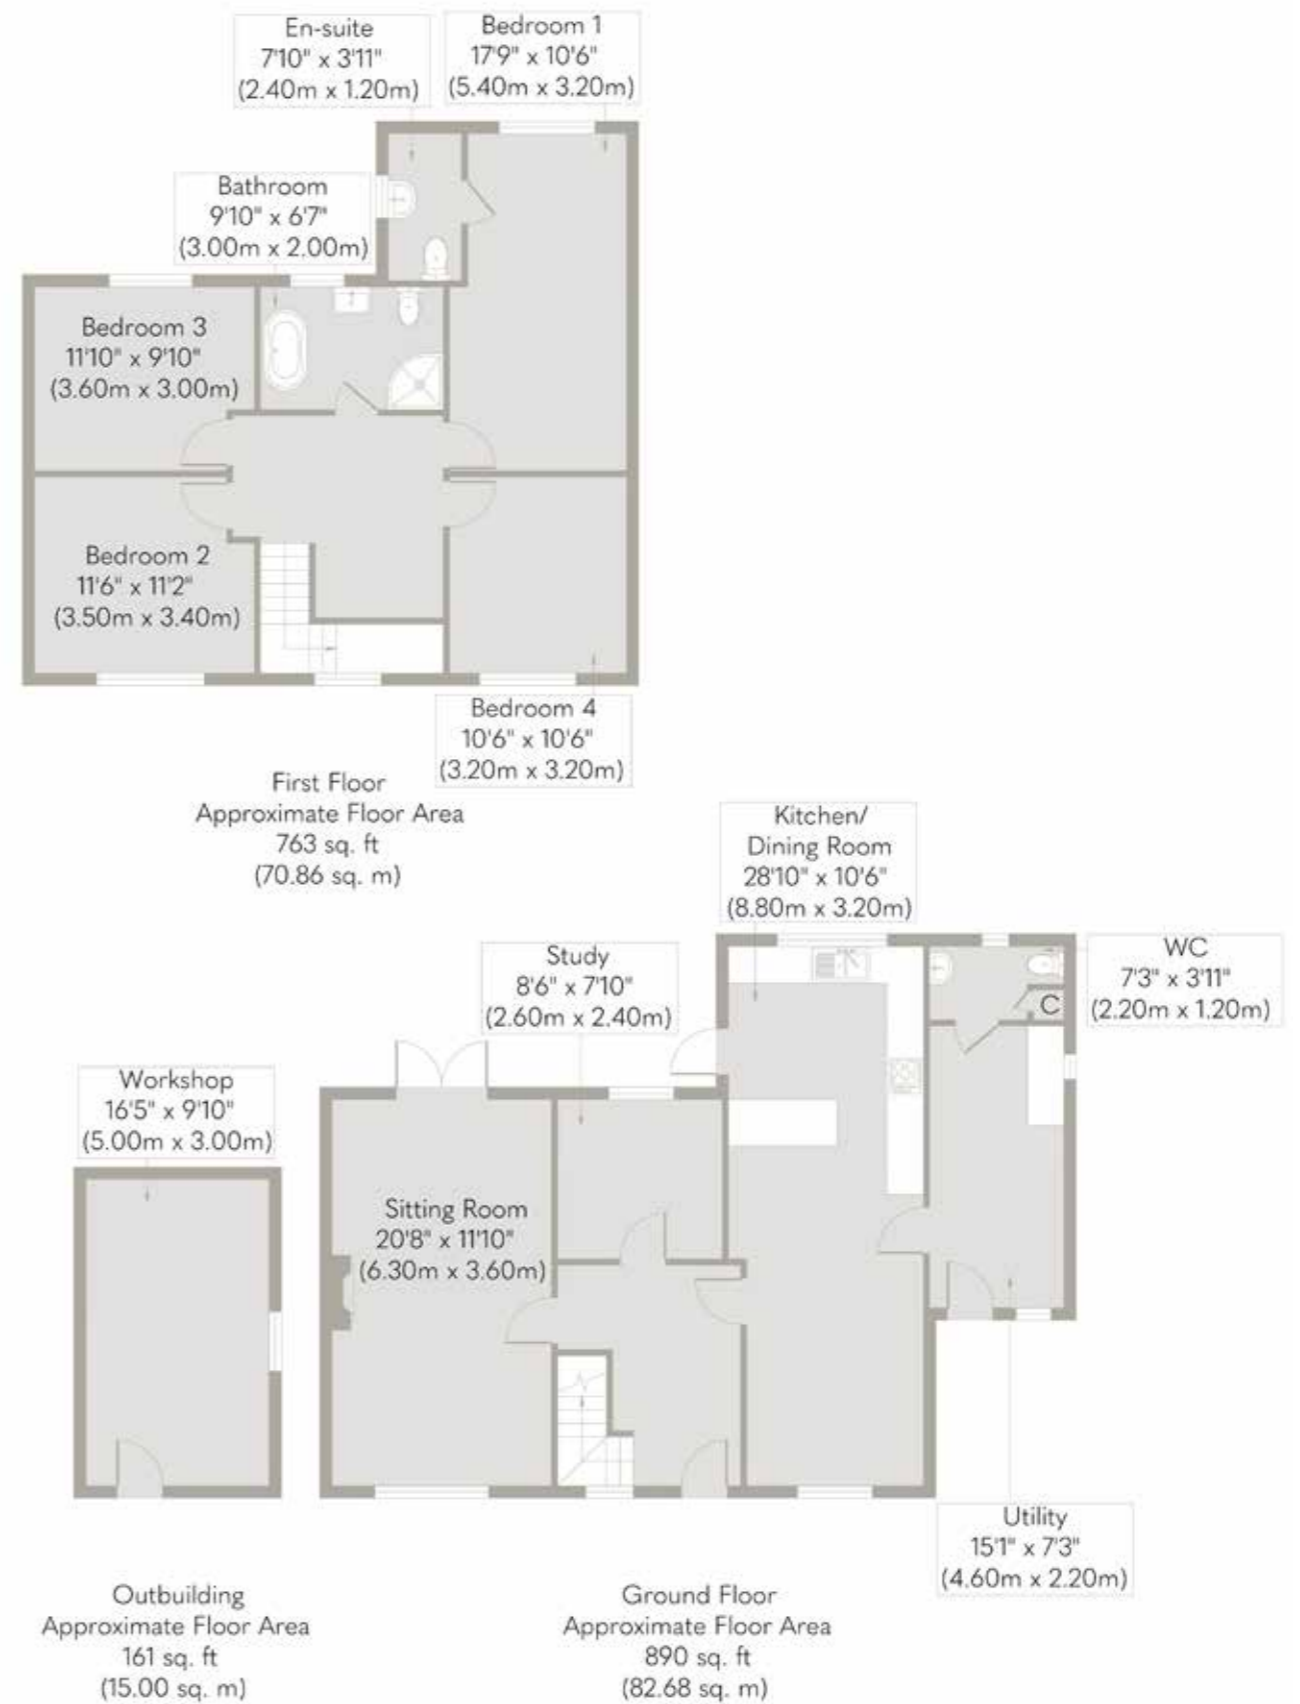 En-suite
7'10" x 3'11"
(2.40m x 1.20m)
Bedroom 1
17'9" x 10'6"
(5.40m x 3.20m)
Bathroom
9'10" x 6'7"
(3.00m x 2.00m)
Bedroom 3
11'10" x 9'10"
(3.60m x 3.00m)
Bedroom 2
11'6" x 11'2"
(3.50m x 3.40m)
Bedroom 4
10'6" x 10'6"
(3.20m x 3.20m)
First Floor
Approximate Floor Area
763 sq. ft
(70.86 sq. m)
Kitchen/
Dining Room
28'10" x 10'6"
(8.80m x 3.20m)
Study
8'6" x 7'10"
(2.60m x 2.40m)
WC
7'3" x 3'11"
(2.20m x 1.20m)
C
Workshop
16'5" x 9'10"
(5.00m x 3.00m)
Sitting Room
20'8" x 11'10"
(6.30m x 3.60m)
Utility
15'1" x 7'3"
(4.60m x 2.20m)
Outbuilding
Approximate Floor Area
161 sq. ft
(15.00 sq. m)
Ground Floor
Approximate Floor Area
890 sq. ft
(82.68 sq. m)